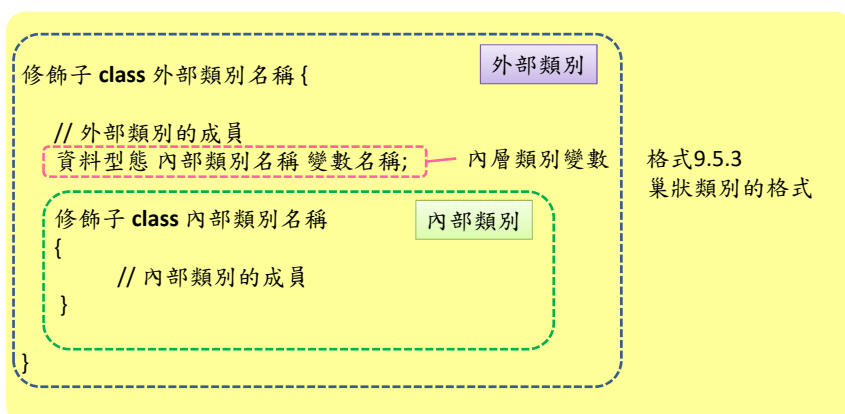 外部類別
修飾子 class 外部類別名稱 {
// 外部類別的成員
資料型態 內部類別名稱 變數名稱;
內層類別變數
格式9.5.3
巢狀類別的格式
修飾子 class 內部類別名稱
內部類別
{
// 內部類別的成員
}
}